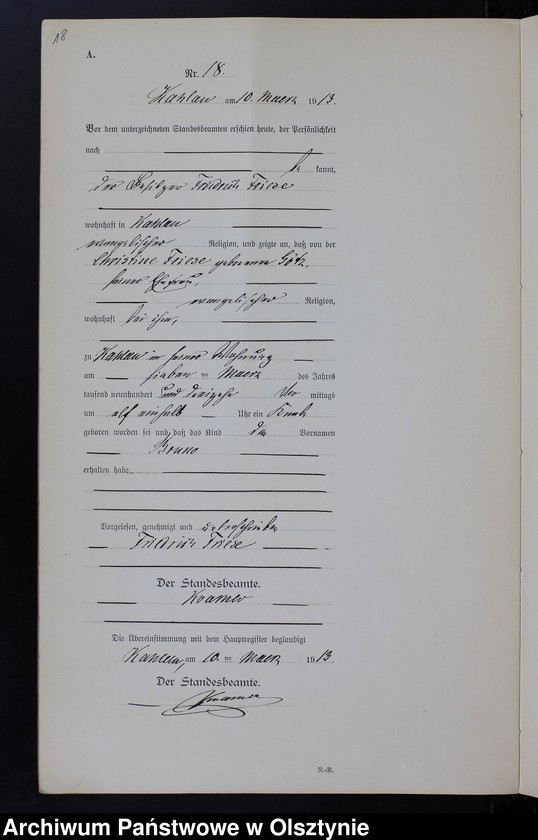 18
A.
Nr. 18.
Kahlau am 10. Maerz 1913.
Vor dem unterzeichneten Standesbeamten erschien heute, der Persönlichkeit
nach
be kannt,
der Besitzer Friedrich Friese
wohnhaft in Kahlau
evangelischer Religion, und zeigte an, daß von der
Christine Friese geborenen Götz,
seiner Ehefrau,
evangelischer Religion,
wohnhaft bei ihm,
zu Kahlau in seiner Wohnung
am sieben ten Maerz des Jahres
tausend neunhundert und dreizehn Vor mittags
um elf einhalb Uhr ein Knabe
geboren worden sei und daß das Kind den Vornamen
Bruno
erhalten habe
Vorgelesen, genehmigt und unterschrieben
Friedrich Friese
Der Standesbeamte.
Kramer
Die Übereinstimmung mit dem Hauptregister beglaubigt
Kahlau, am 10. ten Maerz 1913.
Der Standesbeamte.
Kramer
N.-R.
Archiwum Państwowe w Olsztynie